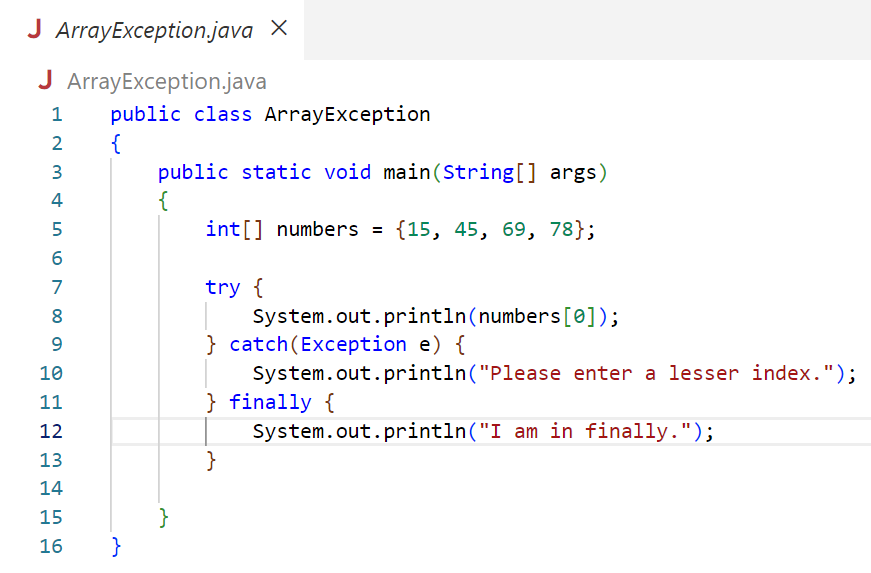 J ArrayException.java ×
J ArrayException.java
1 public class ArrayException
2 {
3     public static void main(String[] args)
4     {
5         int[] numbers = {15, 45, 69, 78};
6
7         try {
8             System.out.println(numbers[0]);
9         } catch(Exception e) {
10             System.out.println("Please enter a lesser index.");
11         } finally {
12             System.out.println("I am in finally.");
13         }
14
15     }
16 }